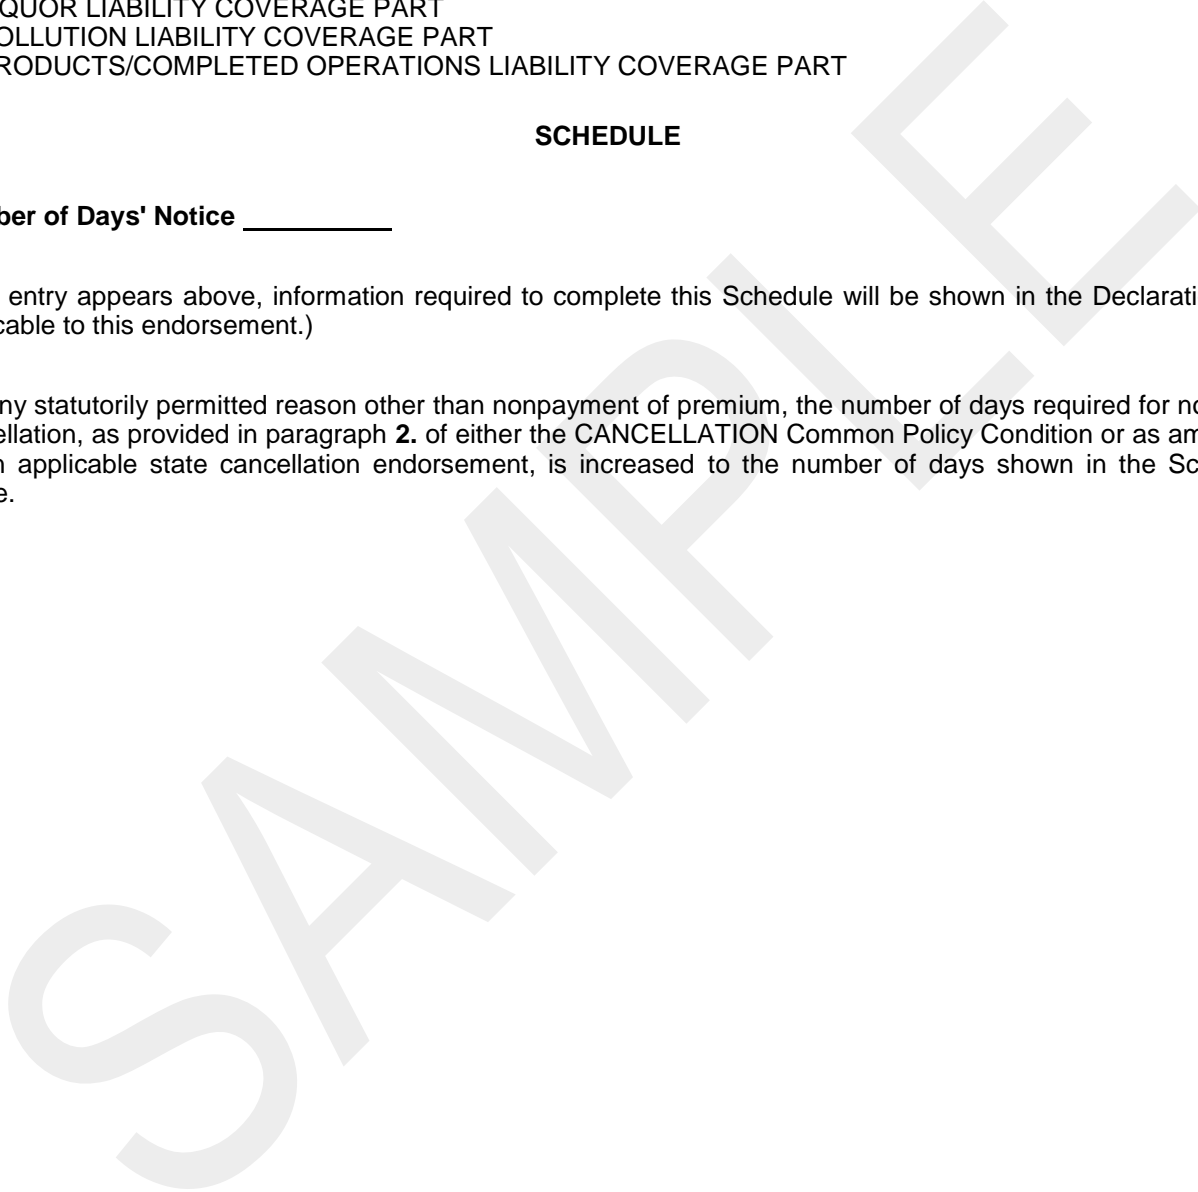 IQUOR LIABILITY COVERAGE PART
OLLUTION LIABILITY COVERAGE PART
RODUCTS/COMPLETED OPERATIONS LIABILITY COVERAGE PART
SCHEDULE
ber of Days' Notice __________
entry appears above, information required to complete this Schedule will be shown in the Declarati
cable to this endorsement.)
ny statutorily permitted reason other than nonpayment of premium, the number of days required for no
ellation, as provided in paragraph 2. of either the CANCELLATION Common Policy Condition or as am
n applicable state cancellation endorsement, is increased to the number of days shown in the Sc
e.
SAMPLE